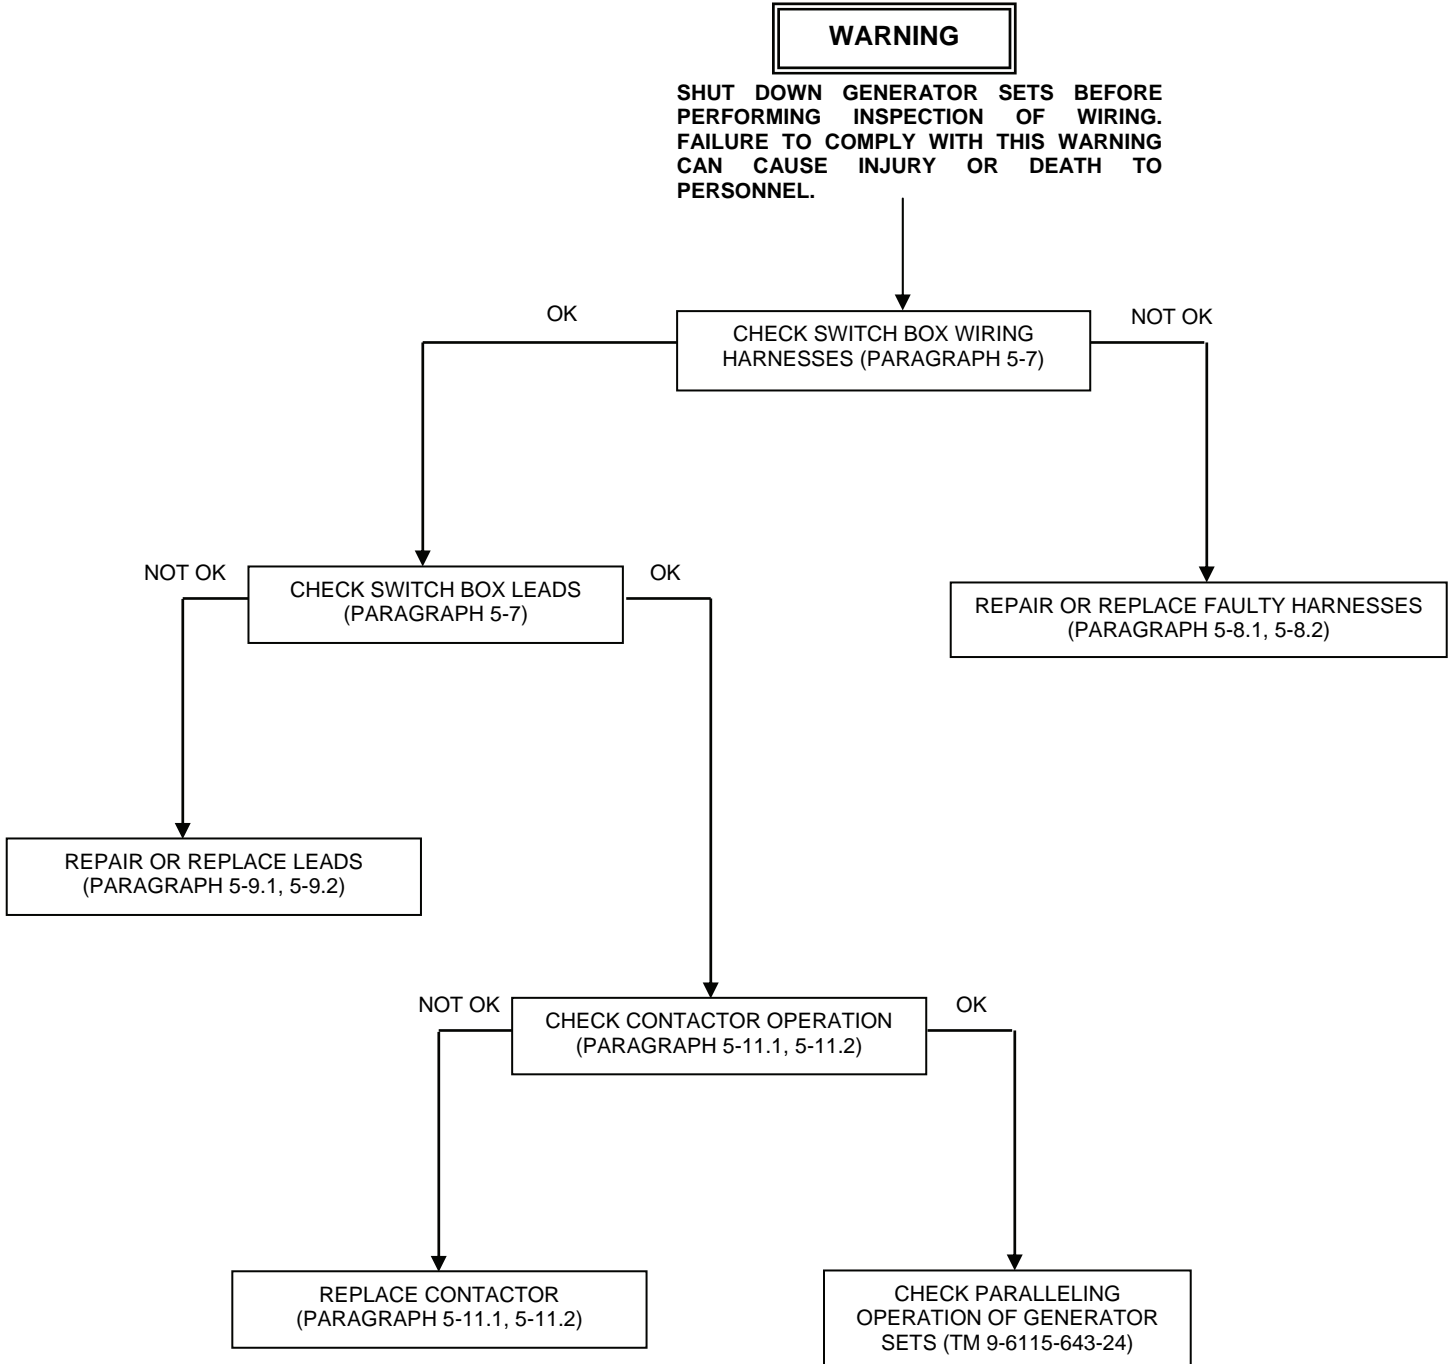 WARNING
SHUT DOWN GENERATOR SETS BEFORE
PERFORMING INSPECTION OF WIRING.
FAILURE TO COMPLY WITH THIS WARNING
CAN CAUSE INJURY OR DEATH TO
PERSONNEL.
OK
CHECK SWITCH BOX WIRING
HARNESSES (PARAGRAPH 5-7)
NOT OK
NOT OK
CHECK SWITCH BOX LEADS
(PARAGRAPH 5-7)
OK
REPAIR OR REPLACE FAULTY HARNESSES
(PARAGRAPH 5-8.1, 5-8.2)
REPAIR OR REPLACE LEADS
(PARAGRAPH 5-9.1, 5-9.2)
NOT OK
CHECK CONTACTOR OPERATION
(PARAGRAPH 5-11.1, 5-11.2)
OK
REPLACE CONTACTOR
(PARAGRAPH 5-11.1, 5-11.2)
CHECK PARALLELING
OPERATION OF GENERATOR
SETS (TM 9-6115-643-24)